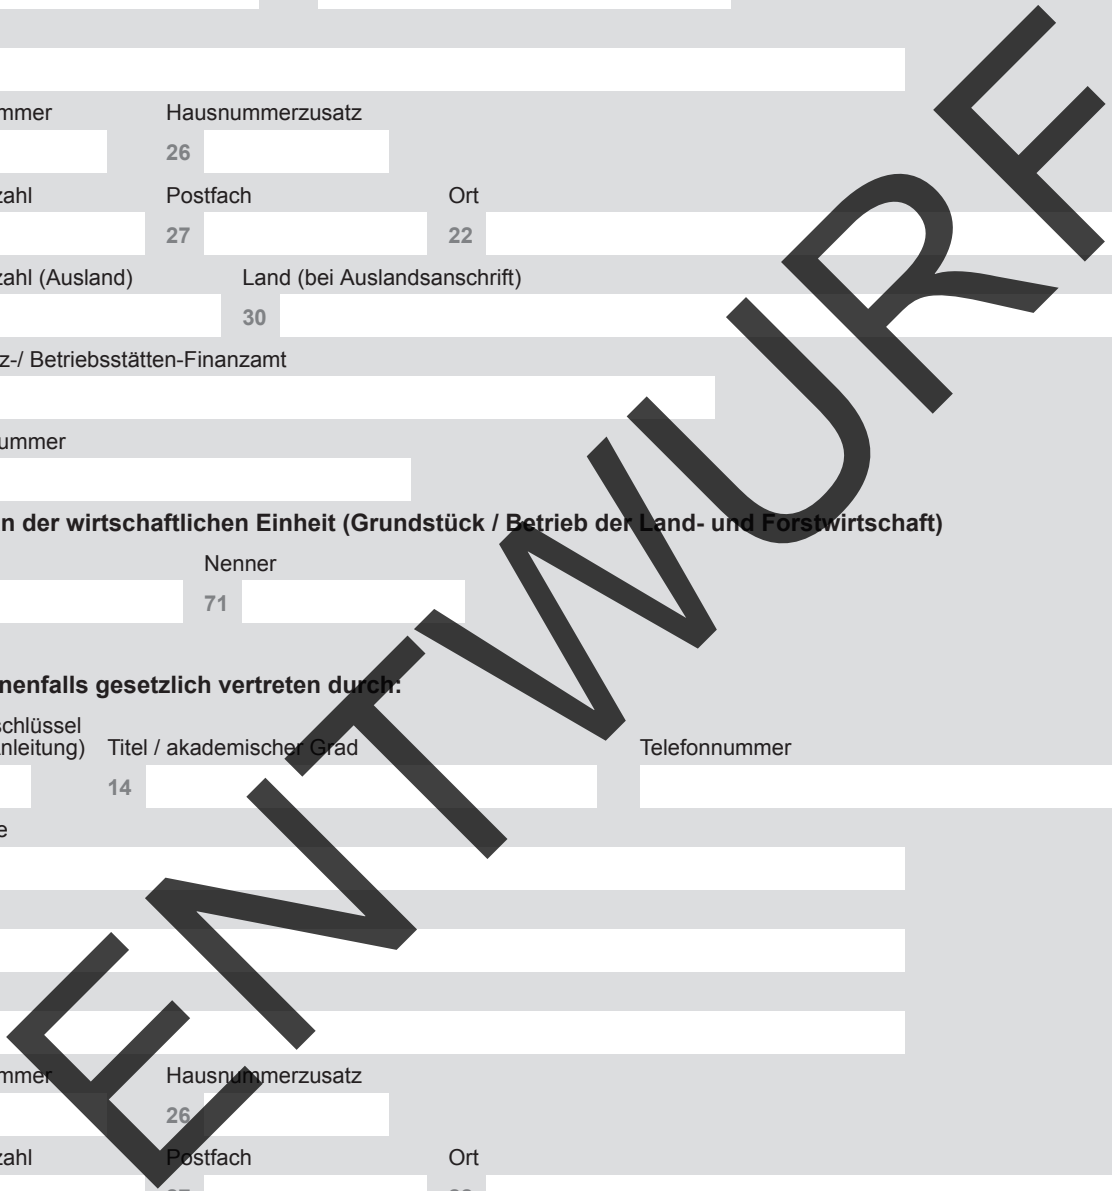 mmer Hausnummerzusatz
26
zahl Postfach Ort
27 22
zahl (Ausland) Land (bei Auslandsanschrift)
30
z-/ Betriebsstätten-Finanzamt
ummer
n der wirtschaftlichen Einheit (Grundstück / Betrieb der Land- und Forstwirtschaft)
Nenner
71
nenfalls gesetzlich vertreten durch:
chlüssel
nleitung) Titel / akademischer Grad Telefonnummer
14
e
mmer Hausnummerzusatz
26
zahl Postfach Ort
ENTWURF